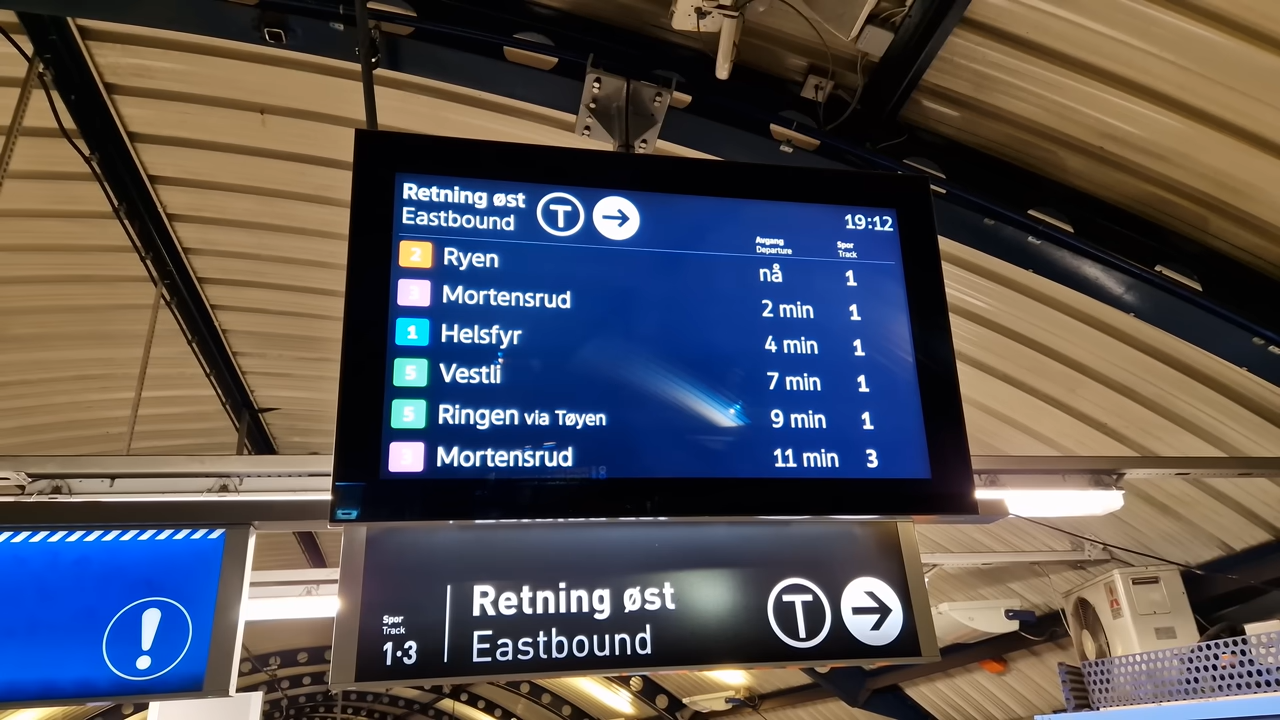 Retning øst
Eastbound
T
19:12
Avgang
Departure
Spor
Track
2 Ryen nå 1
3 Mortensrud 2 min 1
1 Helsfyr 4 min 1
5 Vestli 7 min 1
5 Ringen via Tøyen 9 min 1
3 Mortensrud 11 min 3
Spor
Track
1-3
Retning øst
Eastbound
T
!